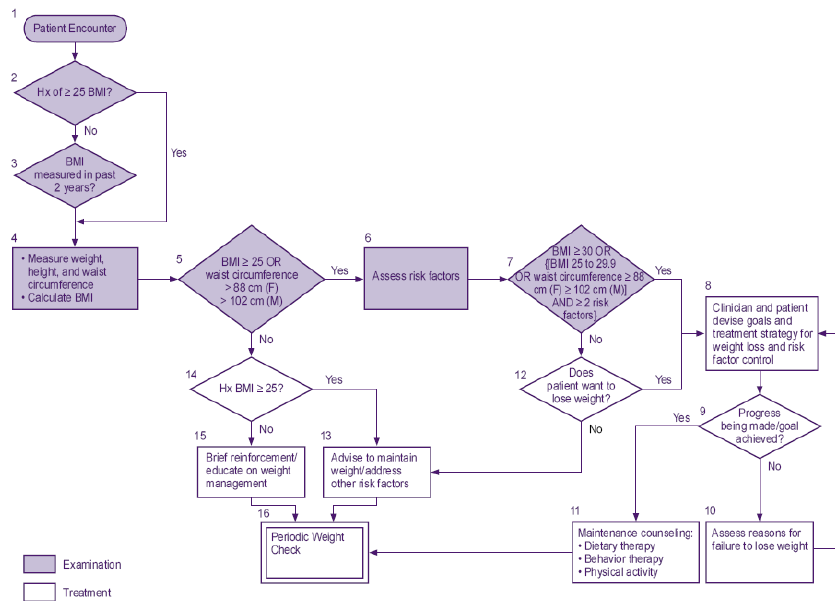 1
Patient Encounter
2
Hx of ≥ 25 BMI?
No
Yes
3
BMI
measured in past
2 years?
4
• Measure weight,
height, and waist
circumference
• Calculate BMI
5
BMI ≥ 25 OR
waist circumference
> 88 cm (F)
> 102 cm (M)
Yes
No
6
Assess risk factors
7
BMI ≥ 30 OR
{[BMI 25 to 29.9
OR waist circumference ≥ 88
cm (F) ≥ 102 cm (M)]
AND ≥ 2 risk
factors}
Yes
No
8
Clinician and patient
devise goals and
treatment strategy for
weight loss and risk
factor control
14
Hx BMI ≥ 25?
Yes
No
12
Does
patient want to
lose weight?
Yes
No
9
Progress
being made/goal
achieved?
Yes
No
15
Brief reinforcement/
educate on weight
management
13
Advise to maintain
weight/address
other risk factors
16
Periodic Weight
Check
11
Maintenance counseling:
• Dietary therapy
• Behavior therapy
• Physical activity
10
Assess reasons for
failure to lose weight
Examination
Treatment